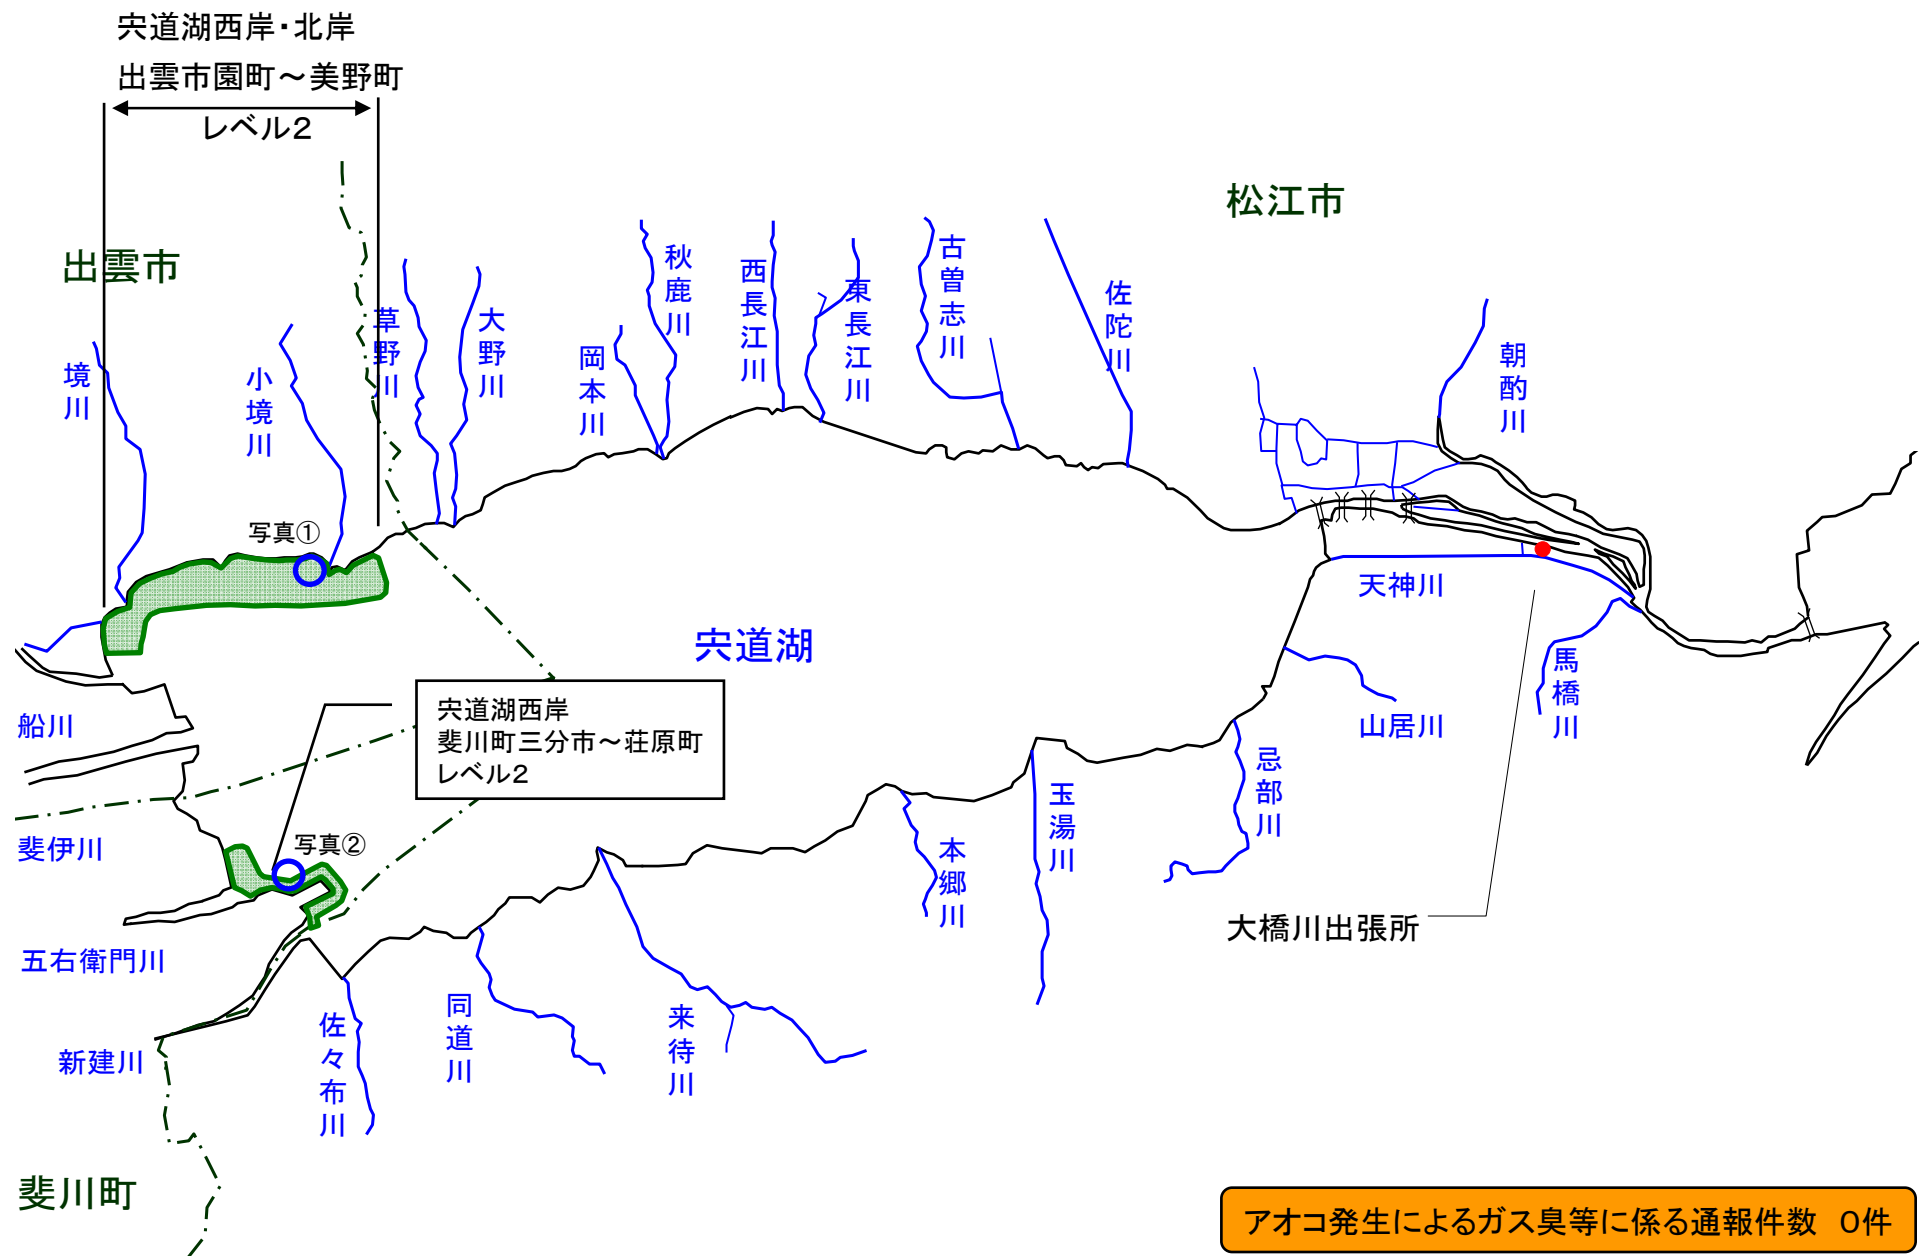 宍道湖西岸・北岸
出雲市園町～美野町
レベル2
松江市
出雲市
境川
小境川
草野川
大野川
岡本川
秋鹿川
西長江川
東長江川
古曽志川
佐陀川
朝酌川
写真①
天神川
宍道湖
馬橋川
山居川
船川
宍道湖西岸
斐川町三分市～荘原町
レベル2
斐伊川
写真②
忌部川
玉湯川
本郷川
大橋川出張所
五右衛門川
新建川
佐々布川
同道川
来待川
斐川町
アオコ発生によるガス臭等に係る通報件数　0件